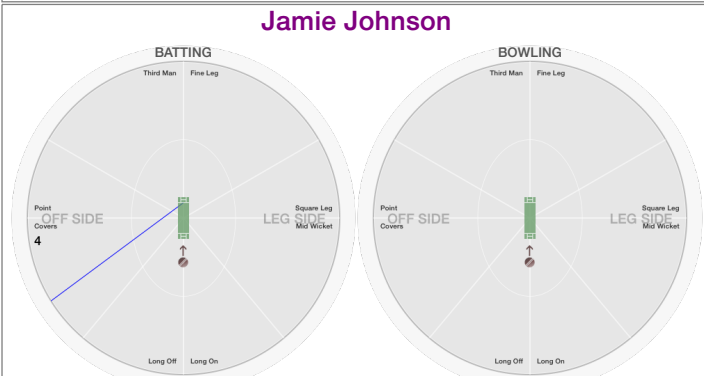 Jamie Johnson
BATTING
Third Man
Fine Leg
Point
OFF SIDE
Covers
4
Square Leg
LEG SIDE
Mid Wicket
Long Off
Long On
BOWLING
Third Man
Fine Leg
Point
OFF SIDE
Covers
Square Leg
LEG SIDE
Mid Wicket
Long Off
Long On